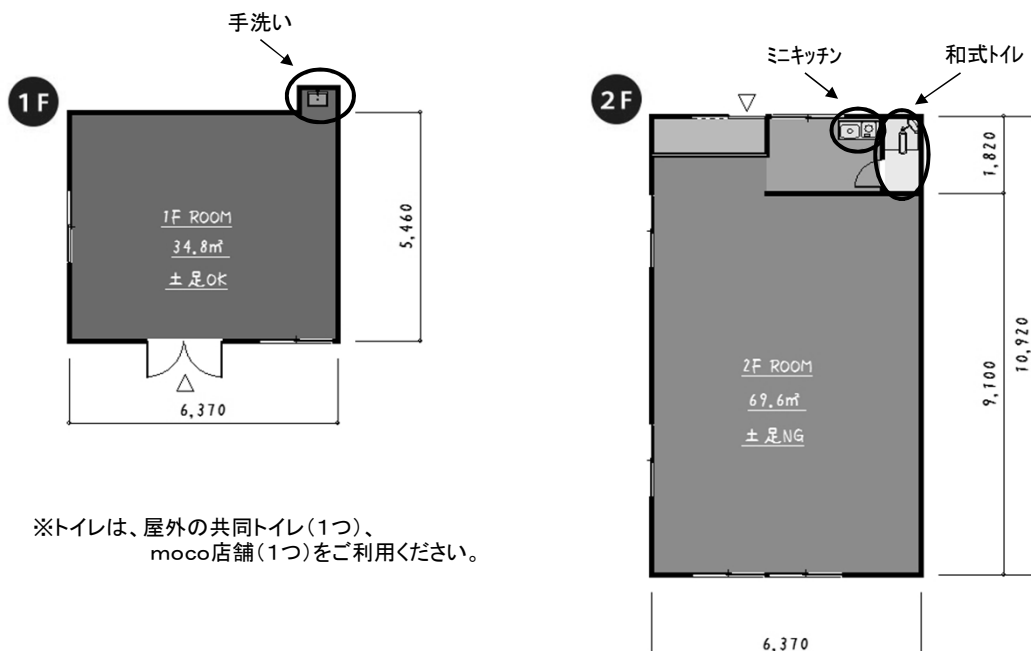 手洗い
1F
1F ROOM
34.8㎡
土足OK
5,460
6,370
※トイレは、屋外の共同トイレ(1つ)、
moco店舗(1つ)をご利用ください。
ミニキッチン
和式トイレ
2F
1,820
2F ROOM
69.6㎡
土足NG
9,100
10,920
6,370